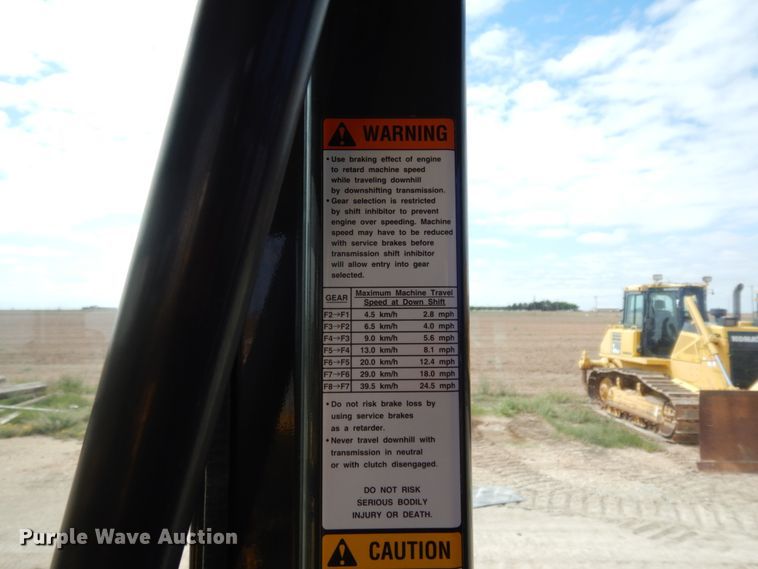 WARNING
• Use braking effect of engine
to retard machine speed
while traveling downhill
by downshifting transmission.
• Gear selection is restricted
by shift inhibitor to prevent
engine over speeding. Machine
speed may have to be reduced
with service brakes before
transmission shift inhibitor
will allow entry into gear
selected.
GEAR Maximum Machine Travel
Speed at Down Shift
F2→F1 4.5 km/h 2.8 mph
F3→F2 6.5 km/h 4.0 mph
F4→F3 9.0 km/h 5.6 mph
F5→F4 13.0 km/h 8.1 mph
F6→F5 20.0 km/h 12.4 mph
F7→F6 29.0 km/h 18.0 mph
F8→F7 39.5 km/h 24.5 mph
• Do not risk brake loss by
using service brakes
as a retarder.
• Never travel downhill with
transmission in neutral
or with clutch disengaged.
DO NOT RISK
SERIOUS BODILY
INJURY OR DEATH.
CAUTION
Purple Wave Auction